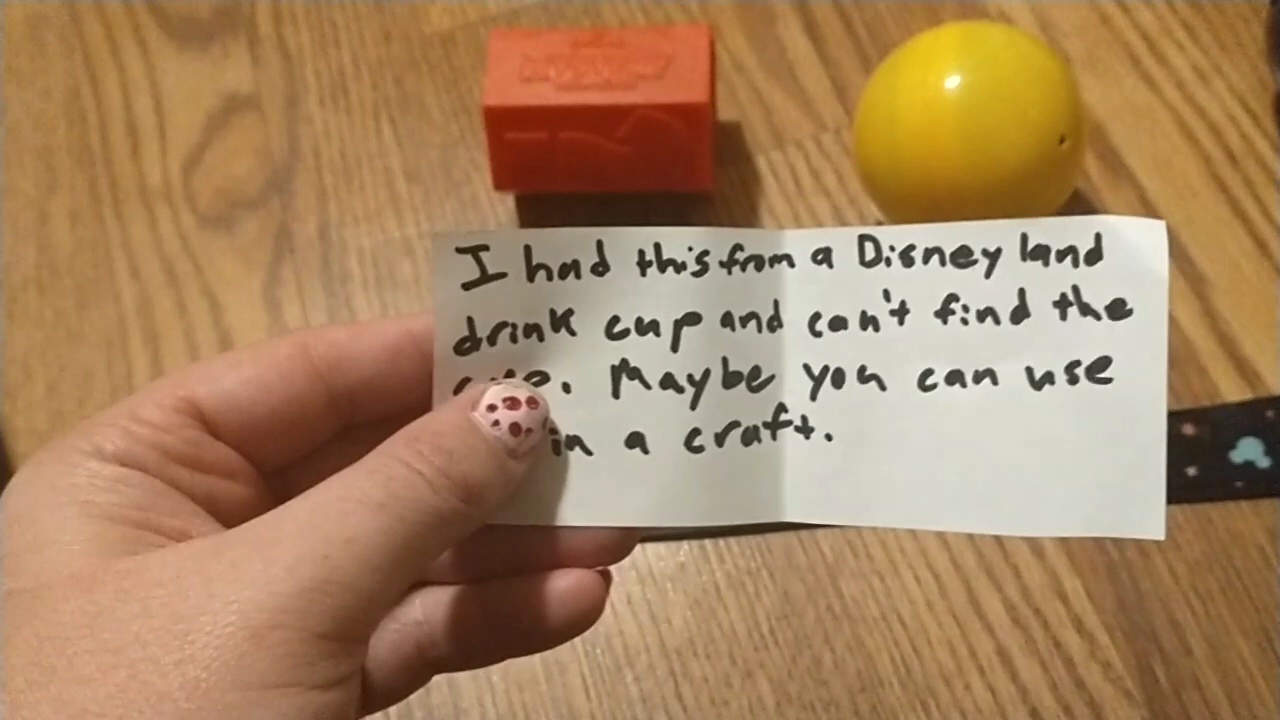 I had this from a Disney land
drink cup and can't find the
. Maybe you can use
in a craft.